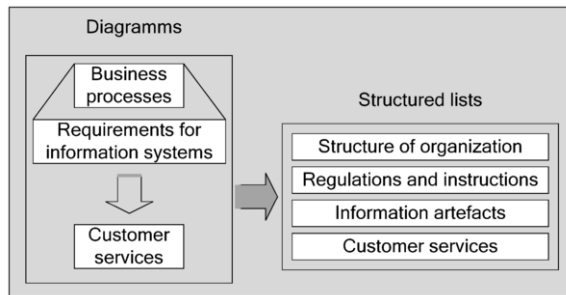 Diagramms
Business
processes
Requirements for
information systems
Customer
services
Structured lists
Structure of organization
Regulations and instructions
Information artefacts
Customer services